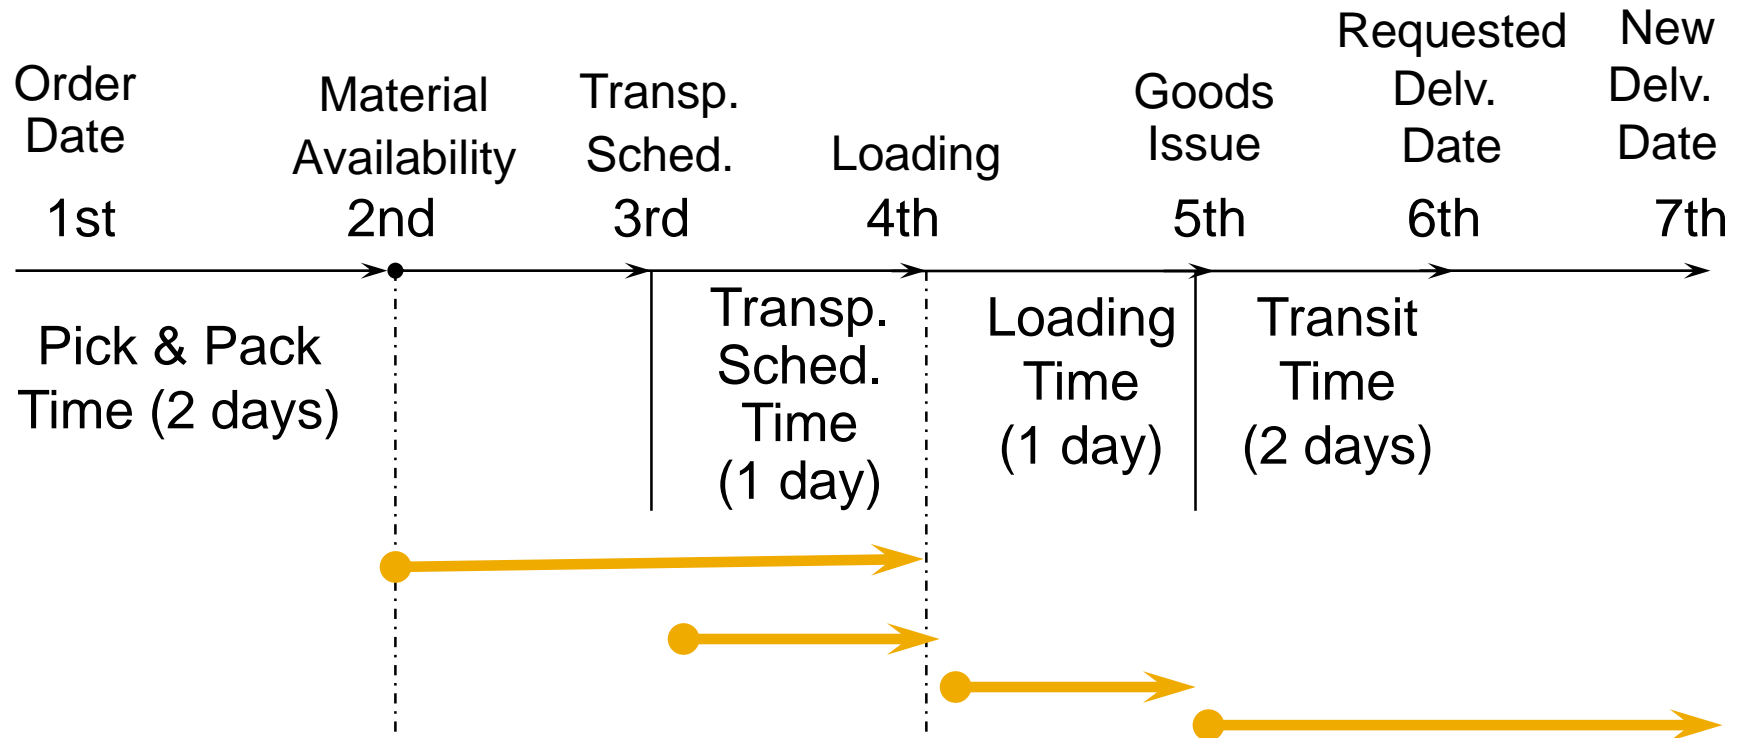 Order
Date
Material
Availability
Transp.
Sched.
Loading
Goods
Issue
Requested
Delv.
Date
New
Delv.
Date
1st
2nd
3rd
4th
5th
6th
7th
Pick & Pack
Time (2 days)
Transp.
Sched.
Time
(1 day)
Loading
Time
(1 day)
Transit
Time
(2 days)